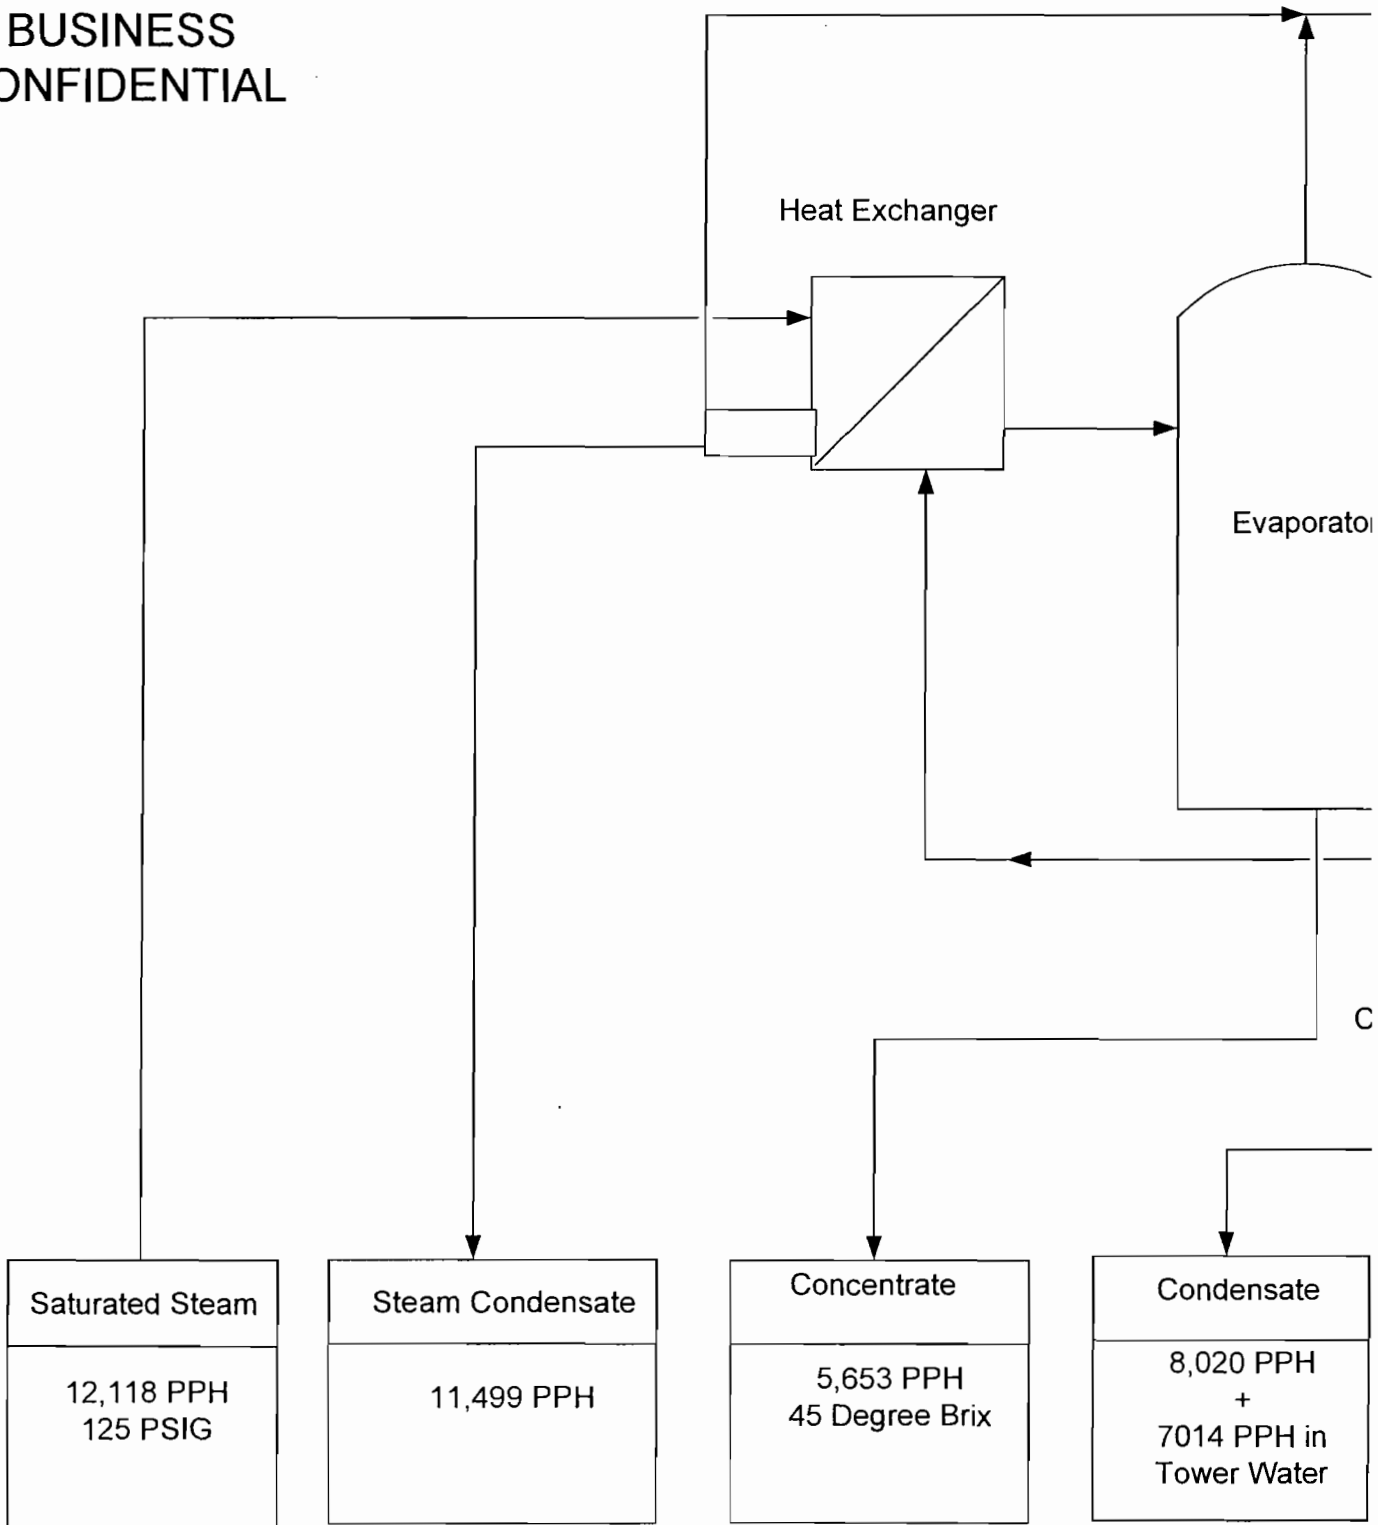 BUSINESS
ONFIDENTIAL
Heat Exchanger
Evaporator
C
Saturated Steam
12,118 PPH
125 PSIG
Steam Condensate
11,499 PPH
Concentrate
5,653 PPH
45 Degree Brix
Condensate
8,020 PPH
+
7014 PPH in
Tower Water